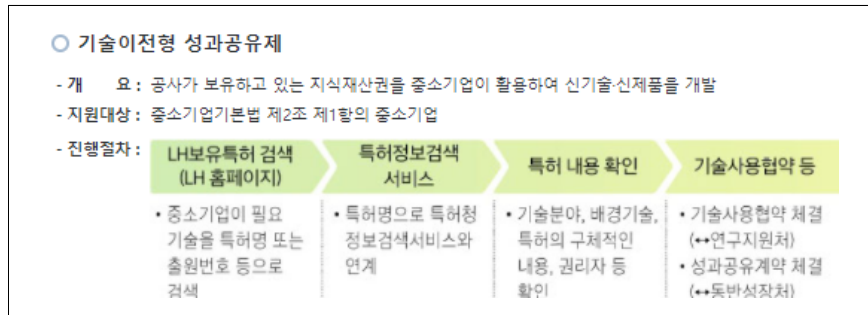 ○ 기술이전형 성과공유제
- 개 요 : 공사가 보유하고 있는 지식재산권을 중소기업이 활용하여 신기술·신제품을 개발
- 지원대상 : 중소기업기본법 제2조 제1항의 중소기업
- 진행절차 :
LH보유특허 검색
(LH 홈페이지)
• 중소기업이 필요
기술을 특허명 또는
출원번호 등으로
검색
특허정보검색
서비스
• 특허명으로 특허청
정보검색서비스와
연계
특허 내용 확인
• 기술분야, 배경기술,
특허의 구체적인
내용, 권리자 등
확인
기술사용협약 등
• 기술사용협약 체결
(↔연구지원처)
• 성과공유계약 체결
(↔동반성장처)